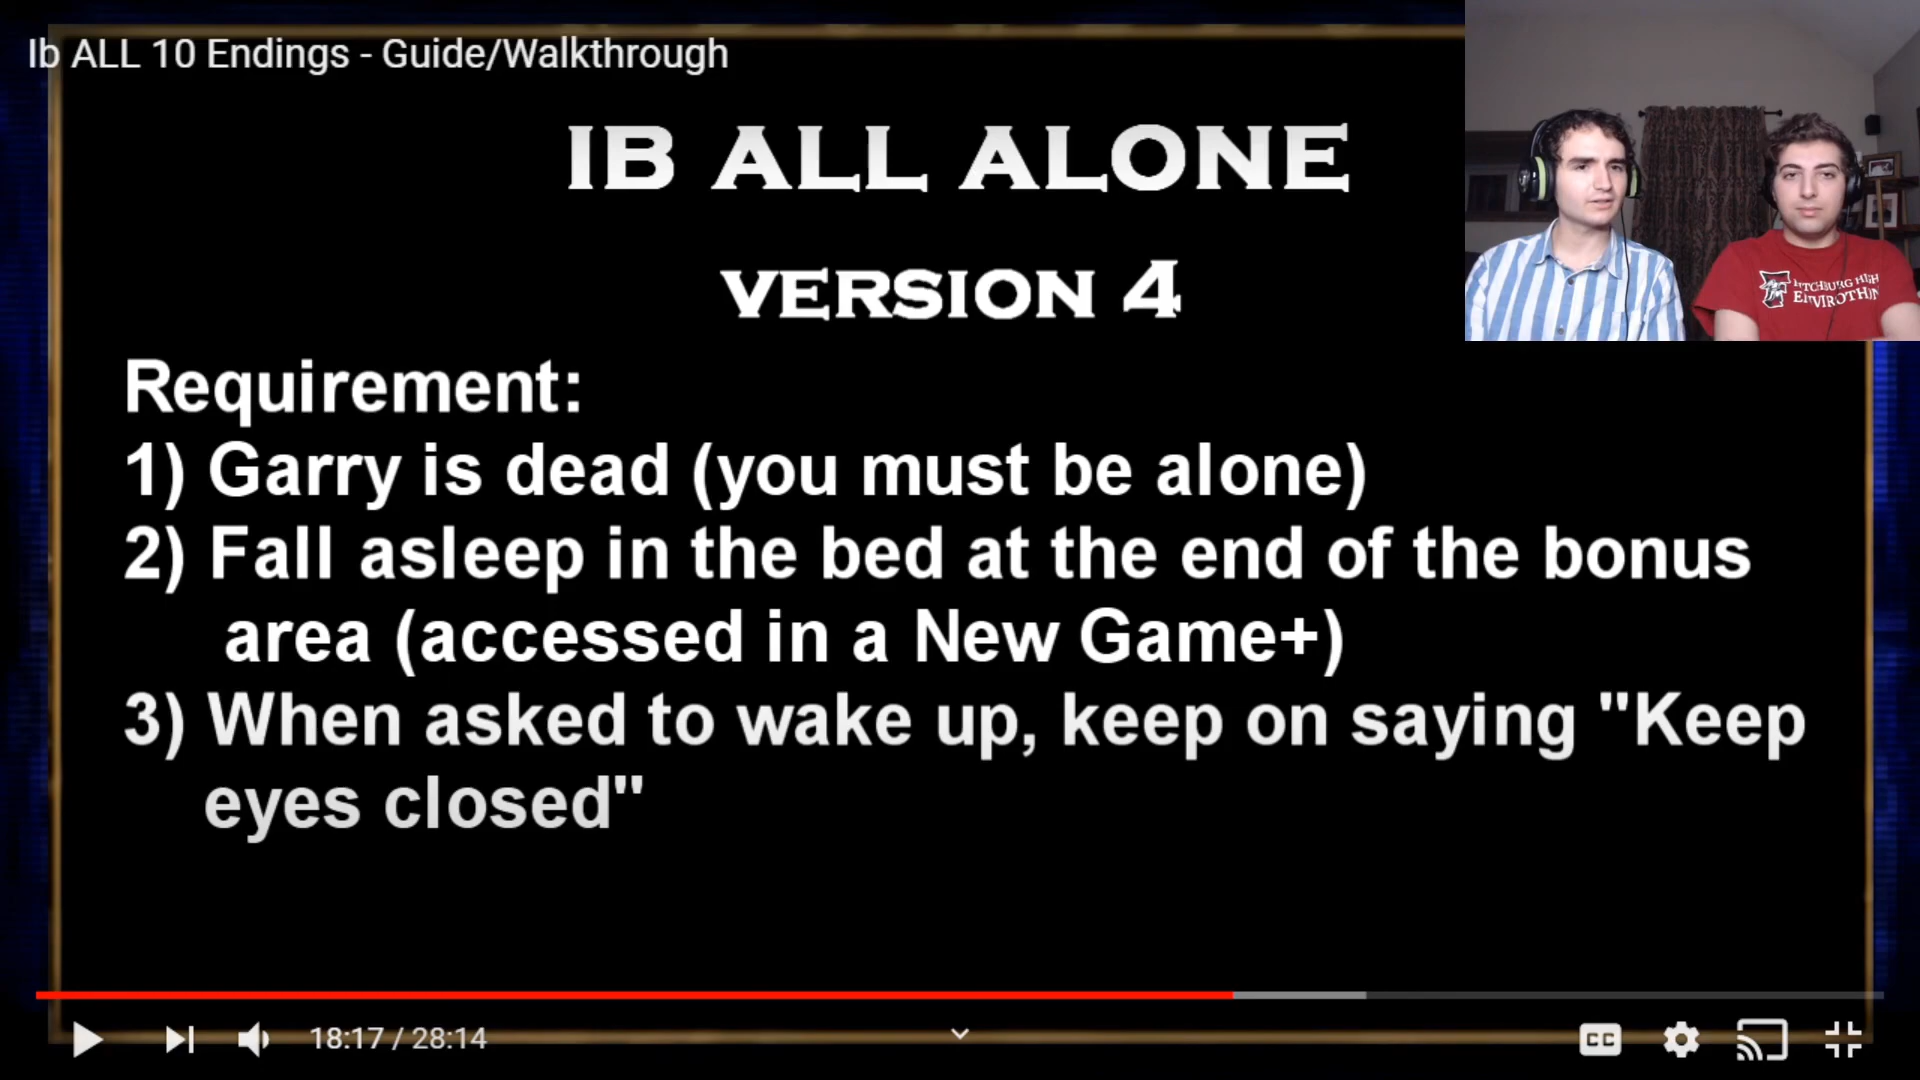 Ib ALL 10 Endings - Guide/Walkthrough
IB ALL ALONE
VERSION 4
Requirement:
1) Garry is dead (you must be alone)
2) Fall asleep in the bed at the end of the bonus
area (accessed in a New Game+)
3) When asked to wake up, keep on saying "Keep
eyes closed"
18:17 / 28:14
CC